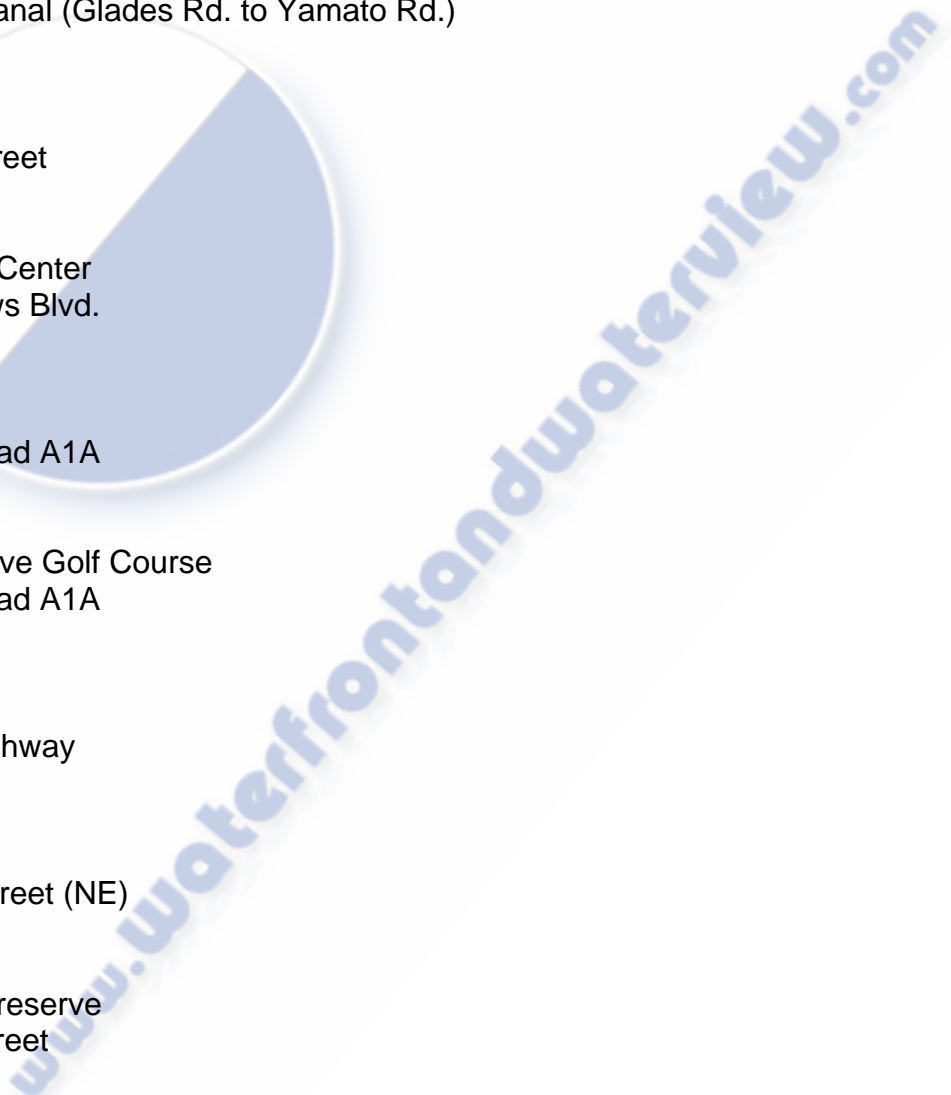 anal (Glades Rd. to Yamato Rd.)
reet
Center
ws Blvd.
ad A1A
ve Golf Course
ad A1A
hway
reet (NE)
reserve
reet
www.waterfrontandwaterview.com